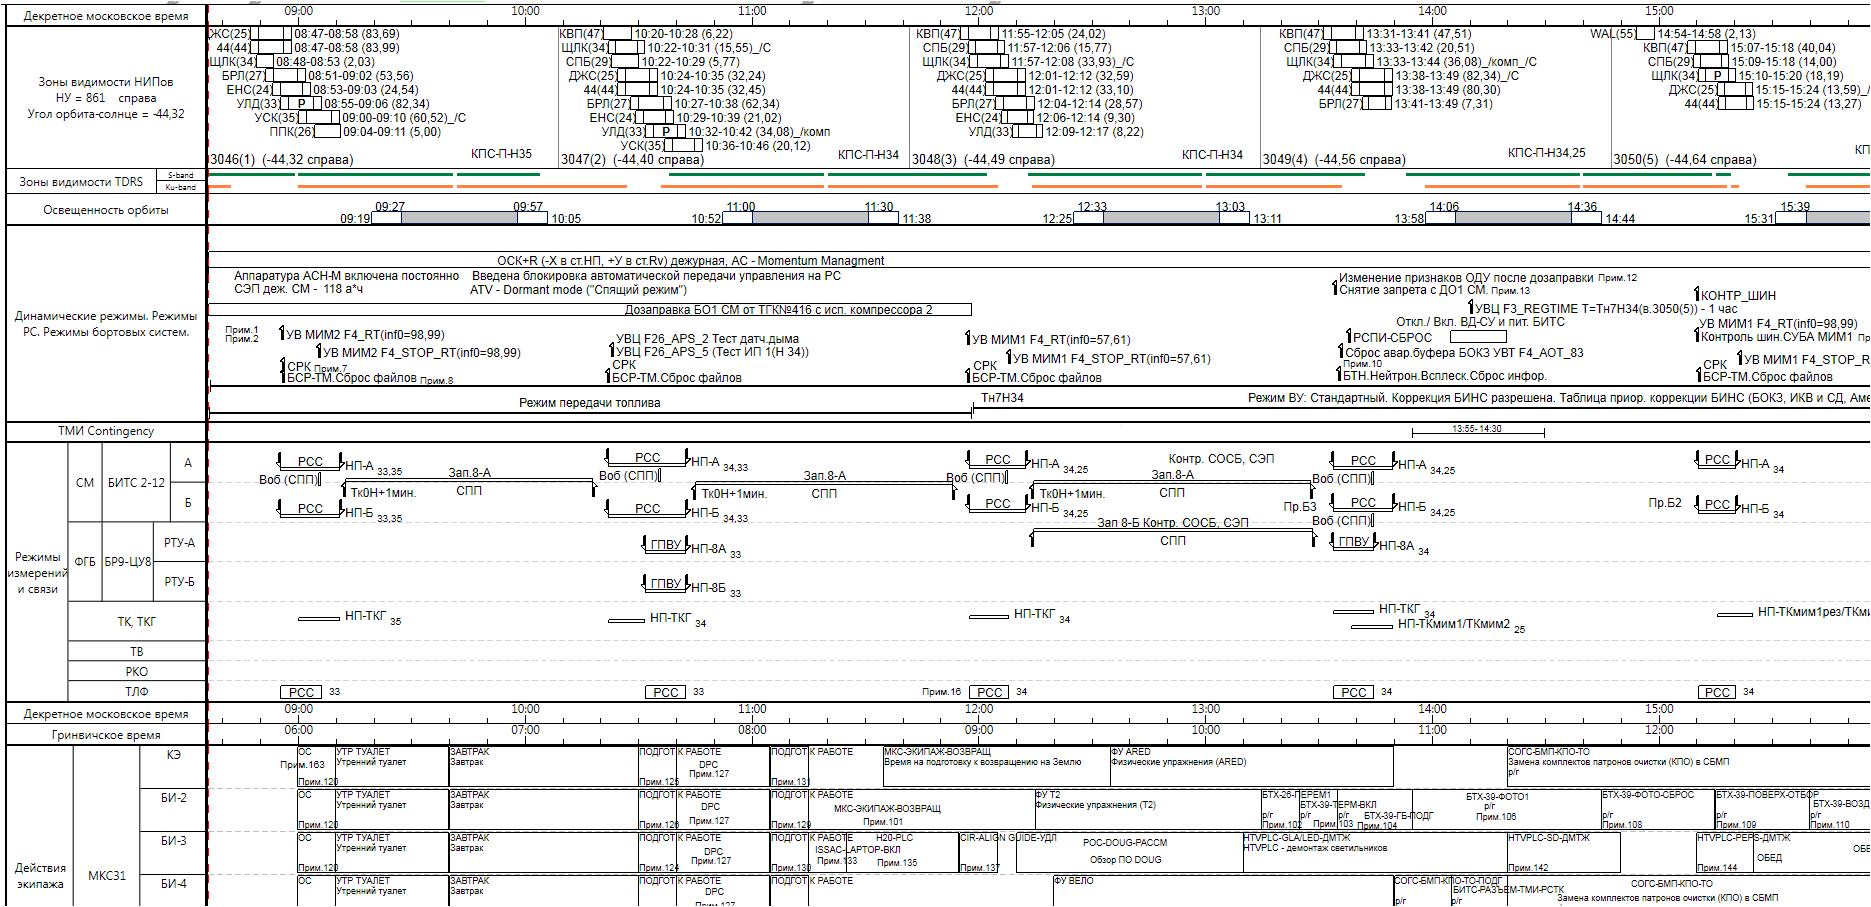 Декретное московское время
09:00 10:00 11:00 12:00 13:00 14:00 15:00
Зоны видимости НИПов
НУ = 861 справа
Угол орбита-солнце = -44,32
ЖС(25) 08:47-08:58 (83,69)
44(44) 08:47-08:58 (83,99)
ЩЛК(34) 08:48-08:53 (2,03)
БРЛ(27) 08:51-09:02 (53,56)
ЕНС(24) 08:53-09:03 (24,54)
УЛД(33) Р 08:55-09:06 (82,34)
УСК(35) 09:00-09:10 (60,52)_/С
ППК(26) 09:04-09:11 (5,00)
3046(1) (-44,32 справа) КПС-П-Н35
КВП(47) 10:20-10:28 (6,22)
ЩЛК(34) 10:22-10:31 (15,55)_/С
СПБ(29) 10:22-10:29 (5,77)
ДЖС(25) 10:24-10:35 (32,24)
44(44) 10:24-10:35 (32,45)
БРЛ(27) 10:27-10:38 (62,34)
ЕНС(24) 10:29-10:39 (21,02)
УЛД(33) Р 10:32-10:42 (34,08)_/комп
УСК(35) 10:36-10:46 (20,12)
3047(2) (-44,40 справа) КПС-П-Н34
КВП(47) 11:55-12:05 (24,02)
СПБ(29) 11:57-12:06 (15,77)
ЩЛК(34) 11:57-12:08 (33,93)_/С
ДЖС(25) 12:01-12:12 (32,59)
44(44) 12:01-12:12 (33,10)
БРЛ(27) 12:04-12:14 (28,57)
ЕНС(24) 12:06-12:14 (9,30)
УЛД(33) 12:09-12:17 (8,22)
3048(3) (-44,49 справа) КПС-П-Н34
КВП(47) 13:31-13:41 (47,51)
СПБ(29) 13:33-13:42 (20,51)
ЩЛК(34) 13:33-13:44 (36,08)_/комп_/С
ДЖС(25) 13:38-13:49 (82,34)_/С
44(44) 13:38-13:49 (80,30)
БРЛ(27) 13:41-13:49 (7,31)
3049(4) (-44,56 справа) КПС-П-Н34,25
WAL(55) 14:54-14:58 (2,13)
КВП(47) 15:07-15:18 (40,04)
СПБ(29) 15:09-15:18 (14,00)
ЩЛК(34) Р 15:10-15:20 (18,19)
ДЖС(25) 15:15-15:24 (13,59)_/
44(44) 15:15-15:24 (13,27)
3050(5) (-44,64 справа) КП
Зоны видимости TDRS S-band
Ku-band
Освещенность орбиты
09:19 09:27 09:57 10:05 10:52 11:00 11:30 11:38 12:25 12:33 13:03 13:11 13:58 14:06 14:36 14:44 15:31 15:39
Динамические режимы. Режимы РС. Режимы бортовых систем.
ОСК+R (-X в ст.НП, +У в ст.Rv) дежурная, АС - Momentum Managment
Аппаратура АСН-М включена постоянно Введена блокировка автоматической передачи управления на РС
СЭП деж. СМ - 118 а*ч ATV - Dormant mode ("Спящий режим")
Дозаправка БО1 СМ от ТГК№416 с исп. компрессора 2
Изменение признаков ОДУ после дозаправки Прим.12
Снятие запрета с ДО1 СМ. Прим.13
КОНТР_ШИН
УВЦ F3_REGTIME T=Tн7Н34(в.3050(5)) - 1 час
Откл./ Вкл. ВД-СУ и пит. БИТС
Прим.1
Прим.2
УВ МИМ2 F4_RT(info0=98,99)
УВ МИМ2 F4_STOP_RT(info0=98,99)
СРК Прим.7
БСР-ТМ.Сброс файлов Прим.8
УВЦ F26_APS_2 Тест датч.дыма
УВЦ F26_APS_5 (Тест ИП 1(Н 34))
СРК
БСР-ТМ.Сброс файлов
УВ МИМ1 F4_RT(info0=57,61)
УВ МИМ1 F4_STOP_RT(info0=57,61)
СРК
БСР-ТМ.Сброс файлов
РСПИ-СБРОС
Сброс авар.буфера БОКЗ УВТ F4_AOT_83
Прим.10
БТН.Нейтрон.Всплеск.Сброс инфор.
УВ МИМ1 F4_RT(info0=98,99)
Контроль шин.СУБА МИМ1
УВ МИМ1 F4_STOP_R
СРК
БСР-ТМ.Сброс файлов
Режим передачи топлива
Тн7Н34 Режим ВУ: Стандартный. Коррекция БИНС разрешена. Таблица приор. коррекции БИНС (БОКЗ, ИКВ и СД, Аме
ТМИ Contingency 13:55-14:30
Режимы измерений и связи
СМ БИТС 2-12 А Б
РСС НП-А 33,35 РСС НП-А 34,33 РСС НП-А 34,25 Контр. СОСБ, СЭП РСС НП-А 34,25 РСС НП-А 34
Воб (СПП) Зап.8-А Воб (СПП) Зап.8-А Воб (СПП) Зап.8-А Воб (СПП)
Тк0Н+1мин. СПП Тк0Н+1мин. СПП Тк0Н+1мин. СПП
РСС НП-Б 33,35 РСС НП-Б 34,33 РСС НП-Б 34,25 Пр.Б3 РСС НП-Б 34,25 Пр.Б2 РСС НП-Б 34
Зап 8-Б Контр. СОСБ, СЭП Воб (СПП)
СПП
ФГБ БР9-ЦУ8 РТУ-А РТУ-Б
ГПВУ НП-8А 33 ГПВУ НП-8А 34
ГПВУ НП-8Б 33
ТК, ТКГ НП-ТКГ 35 НП-ТКГ 34 НП-ТКГ 34 НП-ТКГ 34 НП-ТКмим1рез/ТКми
НП-ТКмим1/ТКмим2 25
ТВ
РКО
ТЛФ РСС 33 РСС 33 Прим.16 РСС 34 РСС 34 РСС 34
Декретное московское время 09:00 10:00 11:00 12:00 13:00 14:00 15:00
Гринвичское время 06:00 07:00 08:00 09:00 10:00 11:00 12:00
Действия экипажа
МКС31
КЭ ОС УТР ТУАЛЕТ ЗАВТРАК ПОДГОТ К РАБОТЕ ПОДГОТ К РАБОТЕ МКС-ЭКИПАЖ-ВОЗВРАЩ ФУ ARED СОГС-БМП-КПО-ТО
Прим.163 Утренний туалет Завтрак DPC Время на подготовку к возвращению на Землю Физические упражнения (ARED) Замена комплектов патронов очистки (КПО) в СБМП
р/г
Прим.120 Прим.125 Прим.127 Прим.131
БИ-2 ОС УТР ТУАЛЕТ ЗАВТРАК ПОДГОТ К РАБОТЕ ПОДГОТ К РАБОТЕ ФУ Т2 БТХ-26-ПЕРЕМ1 БТХ-39-ФОТО1 БТХ-39-ФОТО-СБРОС БТХ-39-ПОВЕРХ-ОТБОР
Утренний туалет Завтрак DPC МКС-ЭКИПАЖ-ВОЗВРАЩ Физические упражнения (Т2) БТХ-39-ТЕРМ-ВКЛ р/г БТХ-39-ВОЗД
р/г р/г БТХ-39-ГБ-ПОДГ р/г р/г р/г
Прим.120 Прим.126 Прим.127 Прим.129 Прим.101 Прим.102 Прим.103 Прим.104 Прим.106 Прим.108 Прим.109 Прим.110
БИ-3 ОС УТР ТУАЛЕТ ЗАВТРАК ПОДГОТ К РАБОТЕ ПОДГОТ К РАБОТЕ H20-PLC CIR-ALIGN GUIDE-УДЛ РОС-DOUG-РАССМ HTVPLC-GLA/LED-ДМТЖ HTVPLC-SD-ДМТЖ HTVPLC-PEPS-ДМТЖ
Утренний туалет Завтрак DPC ISSAC-LAPTOP-ВКЛ Обзор ПО DOUG HTVPLC - демонтаж светильников ОБЕД ОБЕ
Прим.120 Прим.124 Прим.127 Прим.130 Прим.133 Прим.135 Прим.137 Прим.142 Прим.144
БИ-4 ОС УТР ТУАЛЕТ ЗАВТРАК ПОДГОТ К РАБОТЕ ПОДГОТ К РАБОТЕ ФУ ВЕЛО СОГС-БМП-КПО-ТО-ПОДГ СОГС-БМП-КПО-ТО
Утренний туалет Завтрак DPC БИТС-РАЗЪЕМ-ТМИ-РСТК Замена комплектов патронов очистки (КПО) в СБМП
Прим.127 р/г р/г